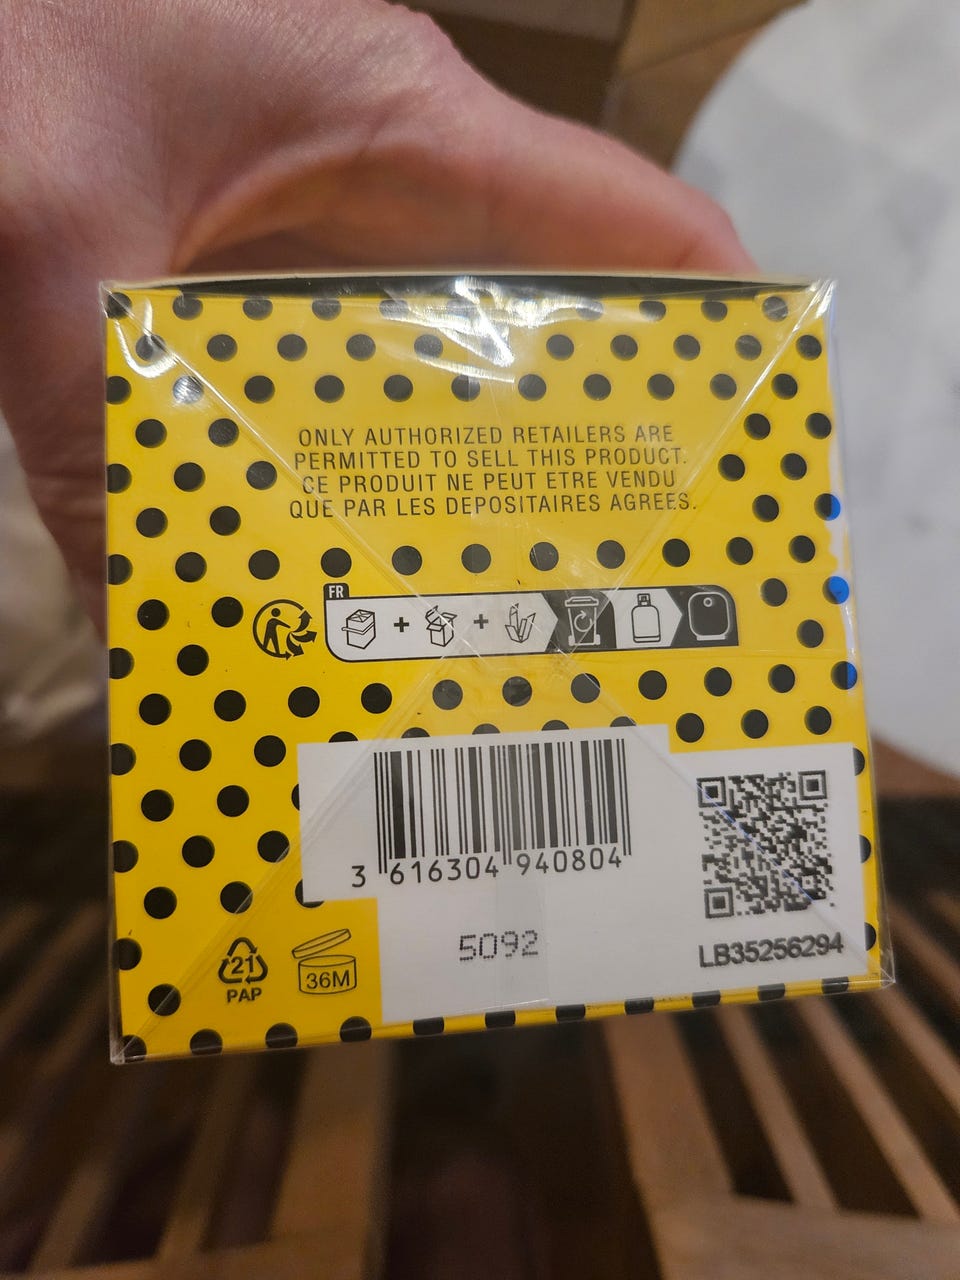 ONLY AUTHORIZED RETAILERS ARE
PERMITTED TO SELL THIS PRODUCT.
CE PRODUIT NE PEUT ETRE VENDU
QUE PAR LES DEPOSITAIRES AGREES.
FR
+ +
3 616304 940804
5092
LB35256294
21
PAP
36M